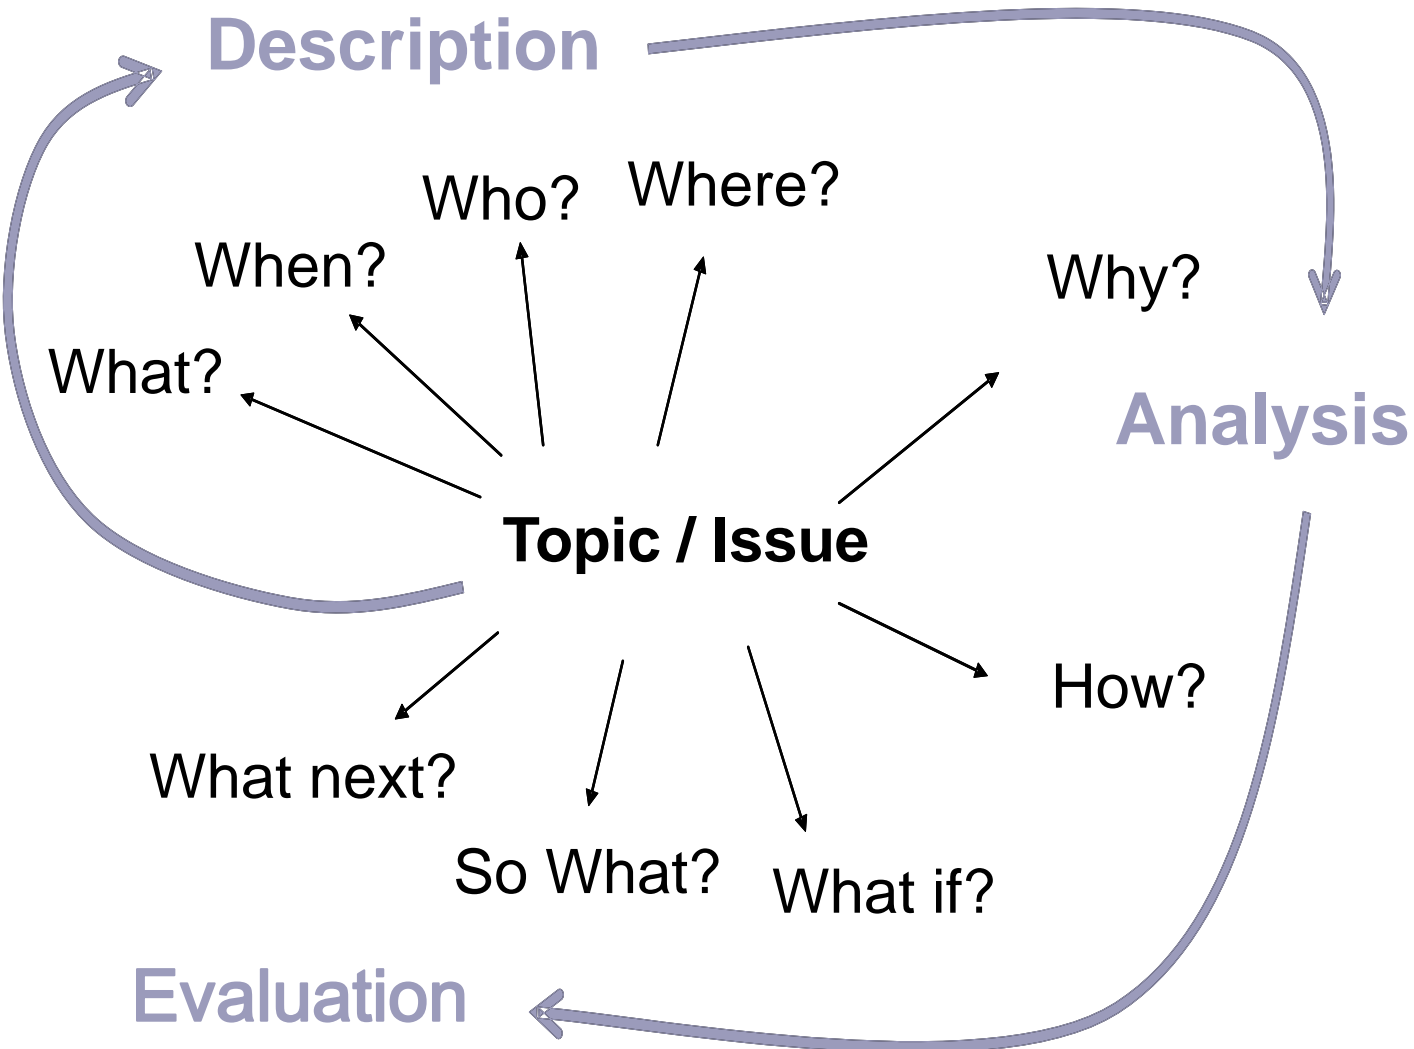 Description
Who?
Where?
When?
Why?
What?
Analysis
Topic / Issue
How?
What next?
So What?
What if?
Evaluation